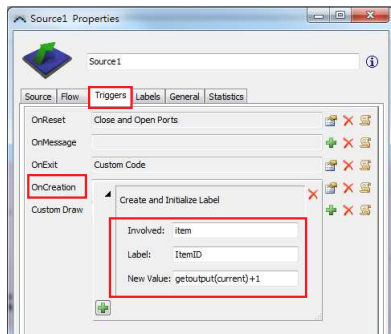 Source1 Properties
Source1
Source Flow Triggers Labels General Statistics
OnReset Close and Open Ports
OnMessage
OnExit Custom Code
OnCreation
Create and Initialize Label
Custom Draw
Involved: item
Label: ItemID
New Value: getoutput(current)+1